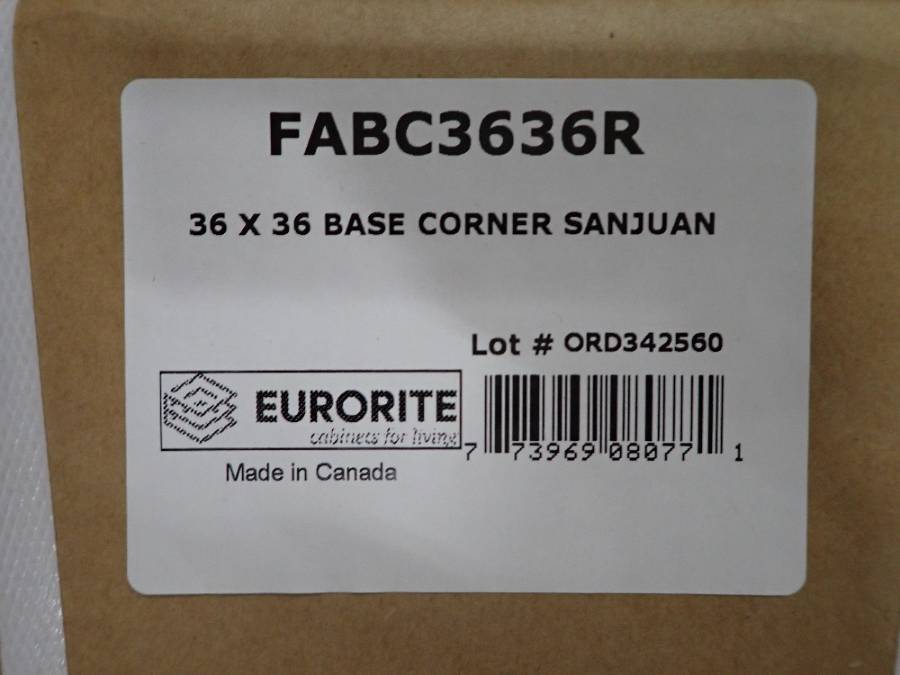 FABC3636R
36 X 36 BASE CORNER SANJUAN
Lot # ORD342560
EURORITE
cabinets for living
Made in Canada
7 73969 08077 1